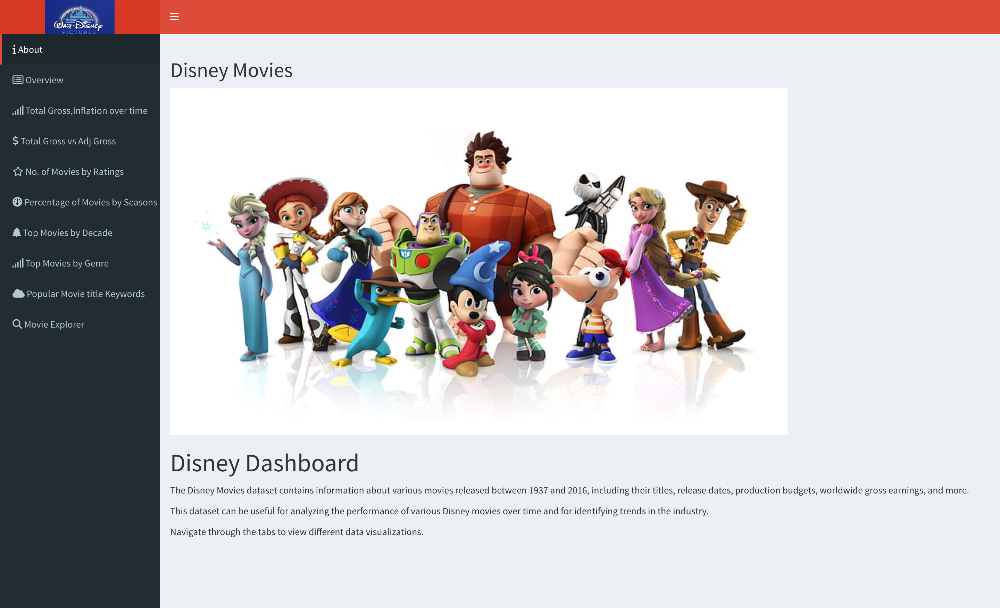 WALT DISNEY
PICTURES
About
Overview
Total Gross,Inflation over time
Total Gross vs Adj Gross
No. of Movies by Ratings
Percentage of Movies by Seasons
Top Movies by Decade
Top Movies by Genre
Popular Movie title Keywords
Movie Explorer
Disney Movies
Disney Dashboard
The Disney Movies dataset contains information about various movies released between 1937 and 2016, including their titles, release dates, production budgets, worldwide gross earnings, and more.
This dataset can be useful for analyzing the performance of various Disney movies over time and for identifying trends in the industry.
Navigate through the tabs to view different data visualizations.